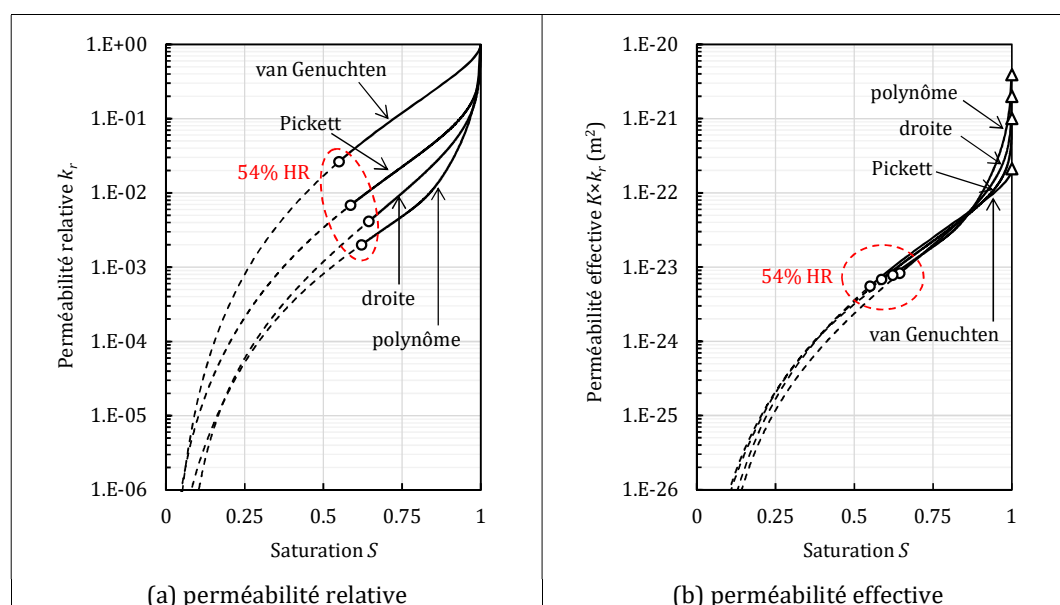 1.E+00
1.E-01
1.E-02
1.E-03
1.E-04
1.E-05
1.E-06
Perméabilité relative kr
van Genuchten
Pickett
54% HR
droite
polynôme
0 0.25 0.5 0.75 1
Saturation S
(a) perméabilité relative
1.E-20
1.E-21
1.E-22
1.E-23
1.E-24
1.E-25
1.E-26
Perméabilité effective K×kr (m²)
polynôme
droite
Pickett
54% HR
van Genuchten
0 0.25 0.5 0.75 1
Saturation S
(b) perméabilité effective